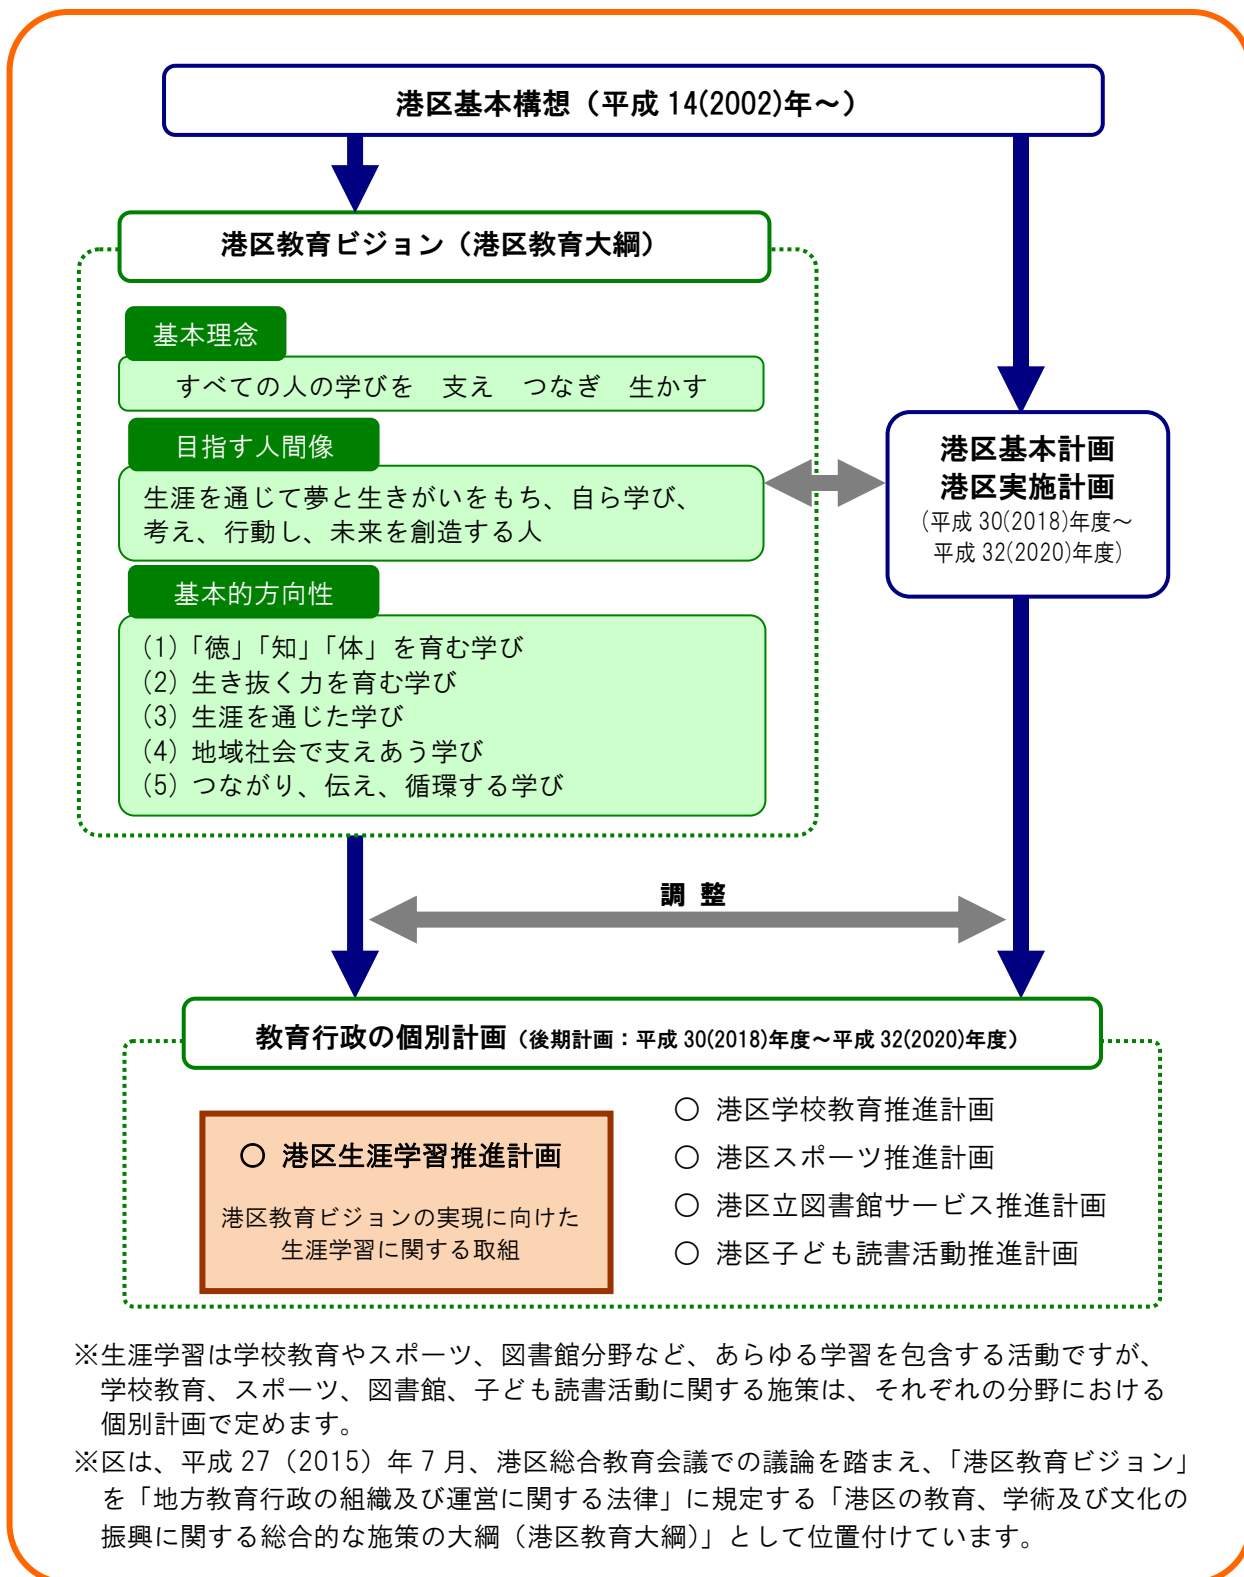 港区基本構想（平成 14(2002)年～）
港区教育ビジョン（港区教育大綱）
基本理念
すべての人の学びを　支え　つなぎ　生かす
目指す人間像
生涯を通じて夢と生きがいをもち、自ら学び、
考え、行動し、未来を創造する人
基本的方向性
(1)「徳」「知」「体」を育む学び
(2) 生き抜く力を育む学び
(3) 生涯を通じた学び
(4) 地域社会で支えあう学び
(5) つながり、伝え、循環する学び
港区基本計画
港区実施計画
(平成 30(2018)年度～
平成 32(2020)年度)
調 整
教育行政の個別計画（後期計画：平成 30(2018)年度～平成 32(2020)年度）
○ 港区生涯学習推進計画
港区教育ビジョンの実現に向けた
生涯学習に関する取組
○ 港区学校教育推進計画
○ 港区スポーツ推進計画
○ 港区立図書館サービス推進計画
○ 港区子ども読書活動推進計画
※生涯学習は学校教育やスポーツ、図書館分野など、あらゆる学習を包含する活動ですが、
学校教育、スポーツ、図書館、子ども読書活動に関する施策は、それぞれの分野における
個別計画で定めます。
※区は、平成 27（2015）年 7 月、港区総合教育会議での議論を踏まえ、「港区教育ビジョン」
を「地方教育行政の組織及び運営に関する法律」に規定する「港区の教育、学術及び文化の
振興に関する総合的な施策の大綱（港区教育大綱）」として位置付けています。